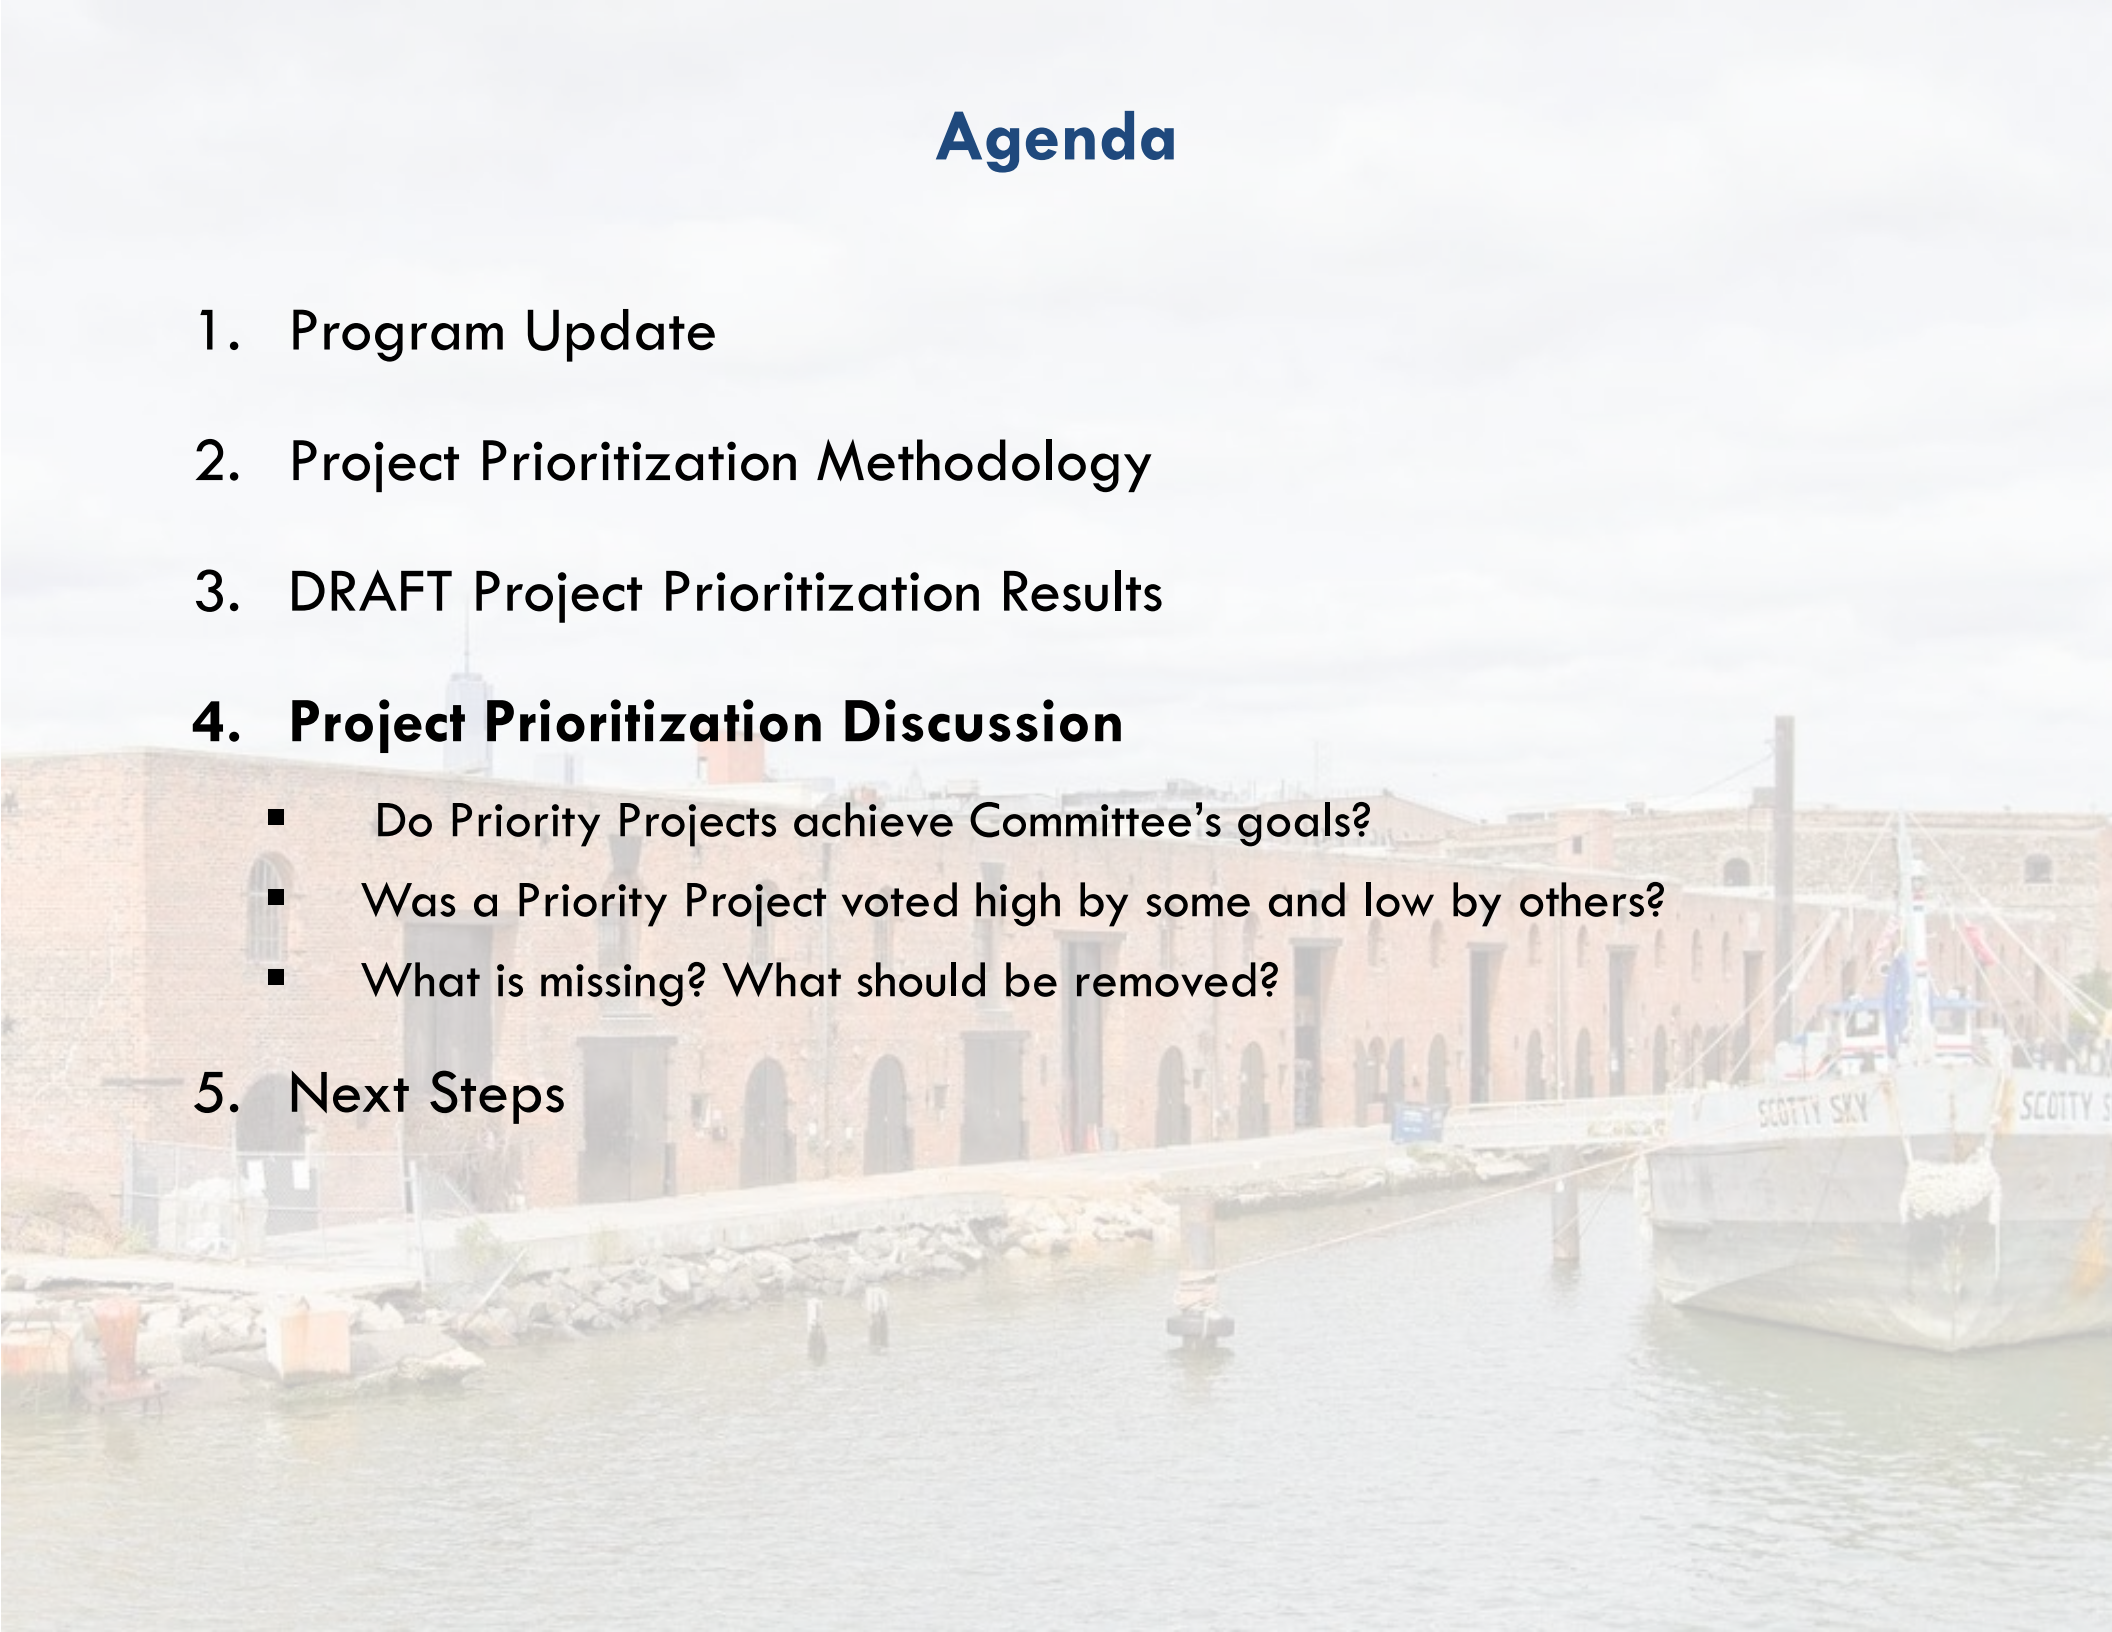 Agenda
1. Program Update
2. Project Prioritization Methodology
3. DRAFT Project Prioritization Results
4. Project Prioritization Discussion
▪ Do Priority Projects achieve Committee’s goals?
▪ Was a Priority Project voted high by some and low by others?
▪ What is missing? What should be removed?
5. Next Steps
SCOTTY SKY
SCOTTY S